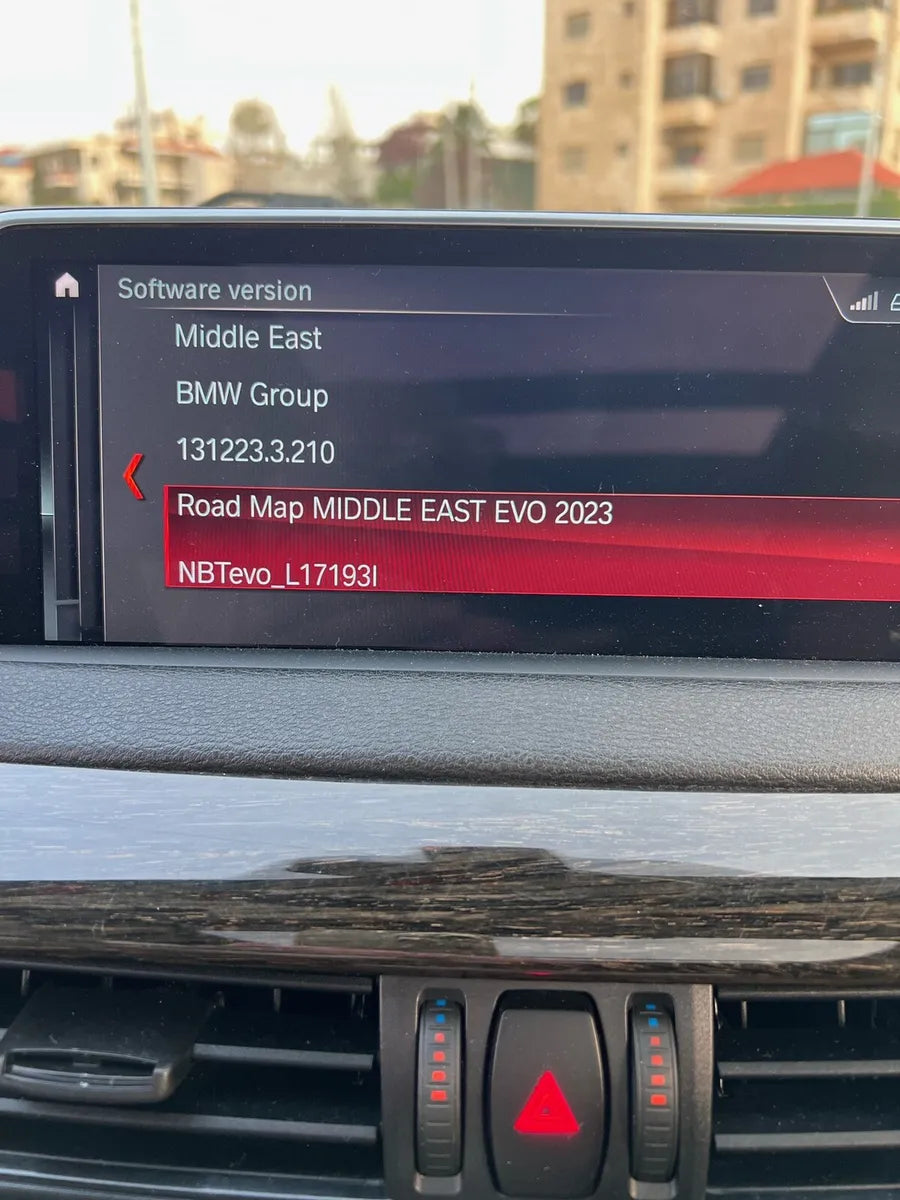 Software version
Middle East
BMW Group
131223.3.210
Road Map MIDDLE EAST EVO 2023
NBTevo_L17193I